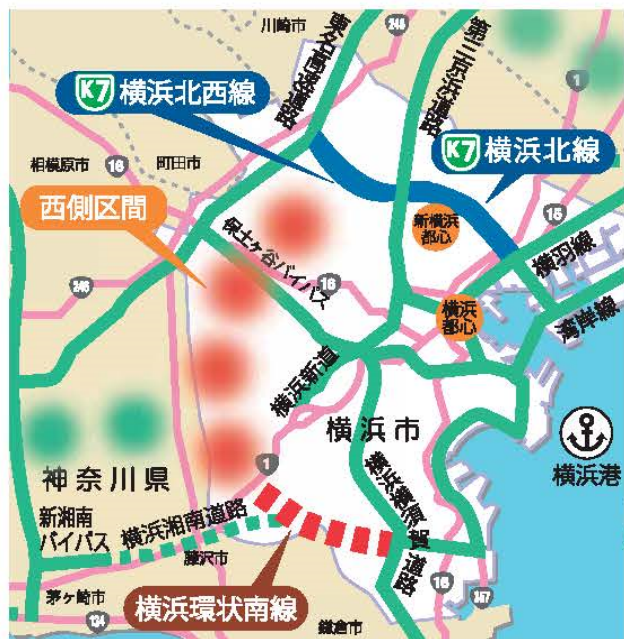 川崎市
246
東名高速道路
第三京浜道路
1
K7 横浜北西線
K7 横浜北線
相模原市
16
町田市
西側区間
保土ヶ谷バイパス
新横浜
都心
15
横羽線
246
16
横浜
都心
湾岸線
横浜新道
横浜市
横浜港
神奈川県
1
横浜横須賀道路
新湘南
バイパス
横浜湘南道路
藤沢市
横浜環状南線
茅ヶ崎市
134
鎌倉市
16
357